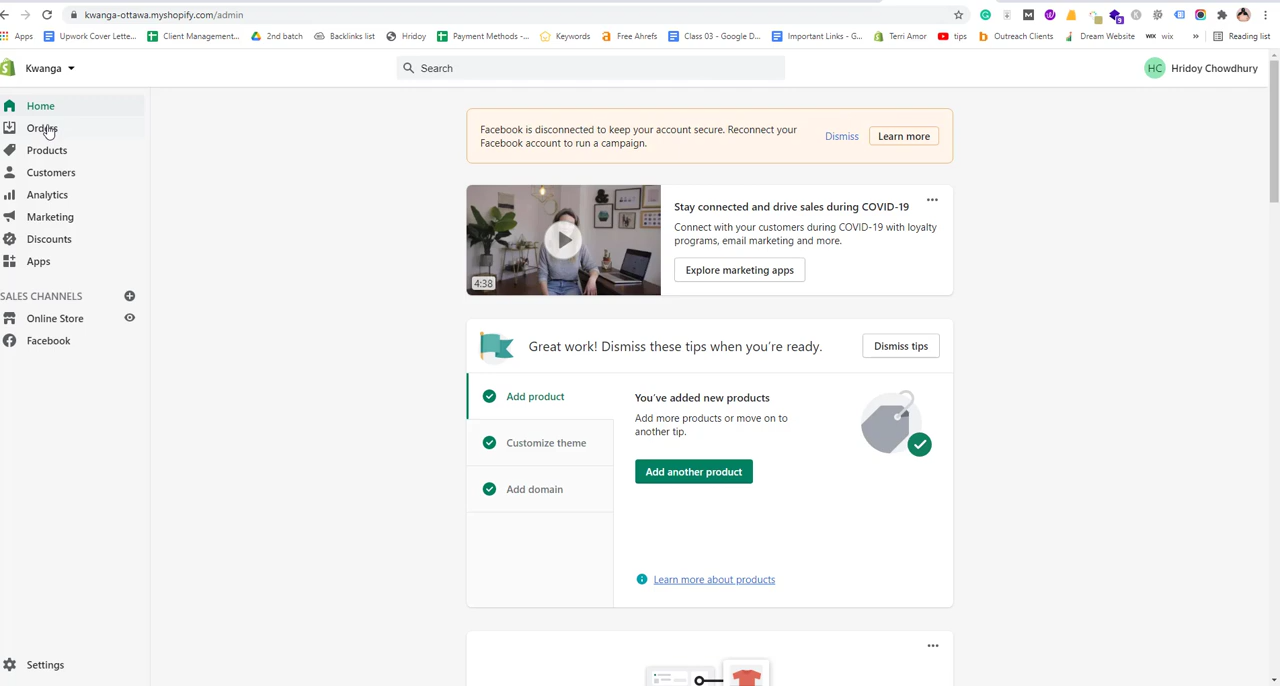 kwanga-ottawa.myshopify.com/admin
Apps
Upwork Cover Lette...
Client Management...
2nd batch
Backlinks list
Hridoy
Payment Methods -...
Keywords
Free Ahrefs
Class 03 - Google D...
Important Links - G...
Terri Amor
tips
Outreach Clients
Dream Website
WIX wix
»
Reading list
Kwanga
Search
HC Hridoy Chowdhury
Home
Orders
Products
Customers
Analytics
Marketing
Discounts
Apps
SALES CHANNELS
Online Store
Facebook
Settings
Facebook is disconnected to keep your account secure. Reconnect your
Facebook account to run a campaign.
Dismiss
Learn more
4:38
Stay connected and drive sales during COVID-19
Connect with your customers during COVID-19 with loyalty
programs, email marketing and more.
Explore marketing apps
Great work! Dismiss these tips when you're ready.
Dismiss tips
Add product
Customize theme
Add domain
You've added new products
Add more products or move on to
another tip.
Add another product
Learn more about products